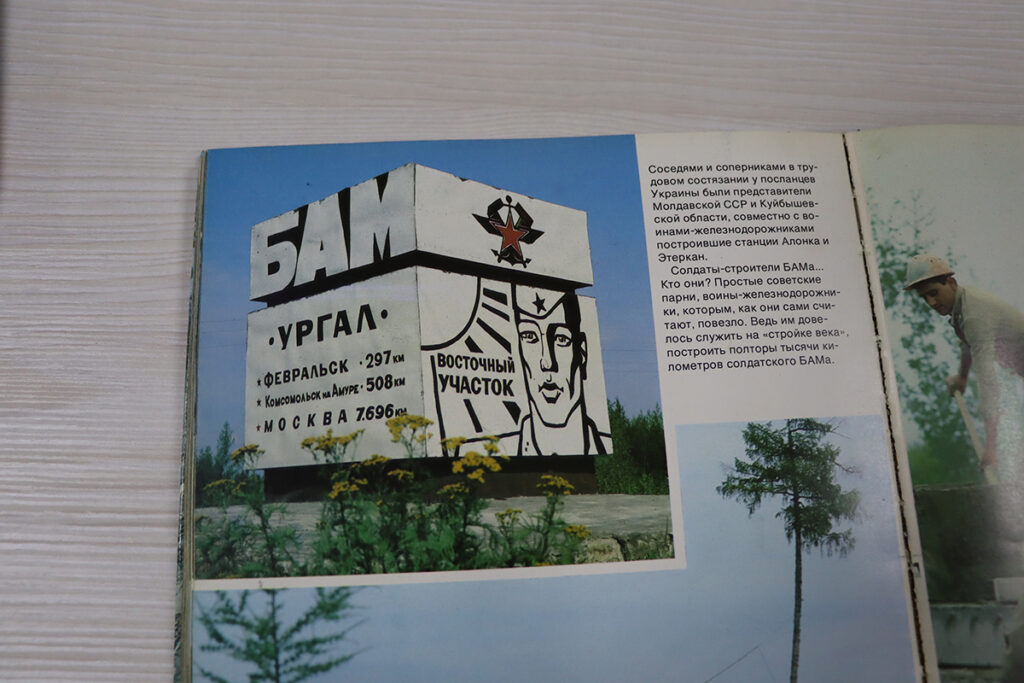 БАМ
·УРГАЛ·
★ФЕВРАЛЬСК ·297км
★Комсомольск на Амуре·508км
★МОСКВА 7.696км
ВОСТОЧНЫЙ
УЧАСТОК
Соседями и соперниками в тру-
довом состязании у посланцев
Украины были представители
Молдавской ССР и Куйбышев-
ской области, совместно с во-
инами-железнодорожниками
построившие станции Алонка и
Этеркан.
Солдаты-строители БАМа...
Кто они? Простые советские
парни, воины-железнодорожни-
ки, которым, как они сами счи-
тают, повезло. Ведь им дове-
лось служить на «стройке века»,
построить полторы тысячи ки-
лометров солдатского БАМа.